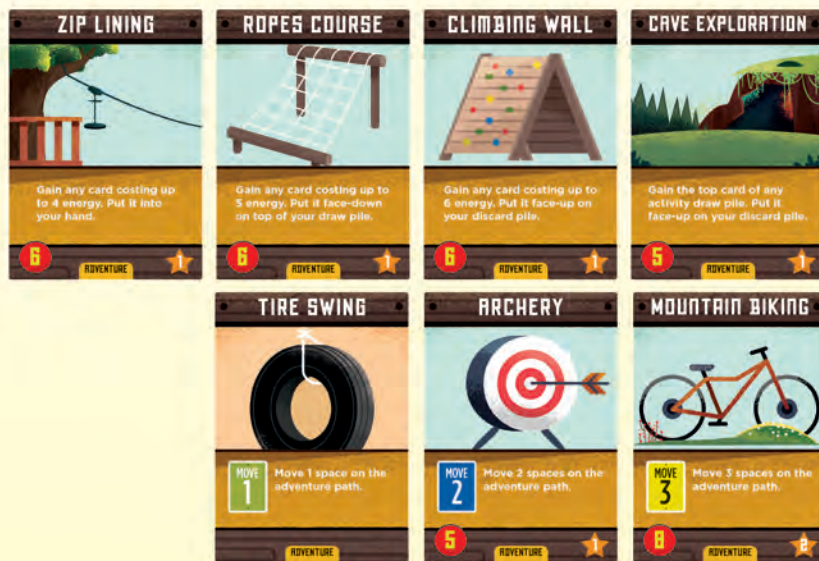 ZIP LINING
Gain any card costing up
to 4 energy. Put it into
your hand.
6
ADVENTURE
1
ROPES COURSE
Gain any card costing up to
5 energy. Put it face-down
on top of your draw pile.
6
ADVENTURE
1
CLIMBING WALL
Gain any card costing up to
6 energy. Put it face-up on
your discard pile.
6
ADVENTURE
1
CAVE EXPLORATION
Gain the top card of any
activity draw pile. Put it
face-up on your discard pile.
5
ADVENTURE
1
TIRE SWING
MOVE
1
Move 1 space on the
adventure path.
ADVENTURE
ARCHERY
MOVE
2
Move 2 spaces on the
adventure path.
5
ADVENTURE
1
MOUNTAIN BIKING
MOVE
3
Move 3 spaces on the
adventure path.
8
ADVENTURE
2